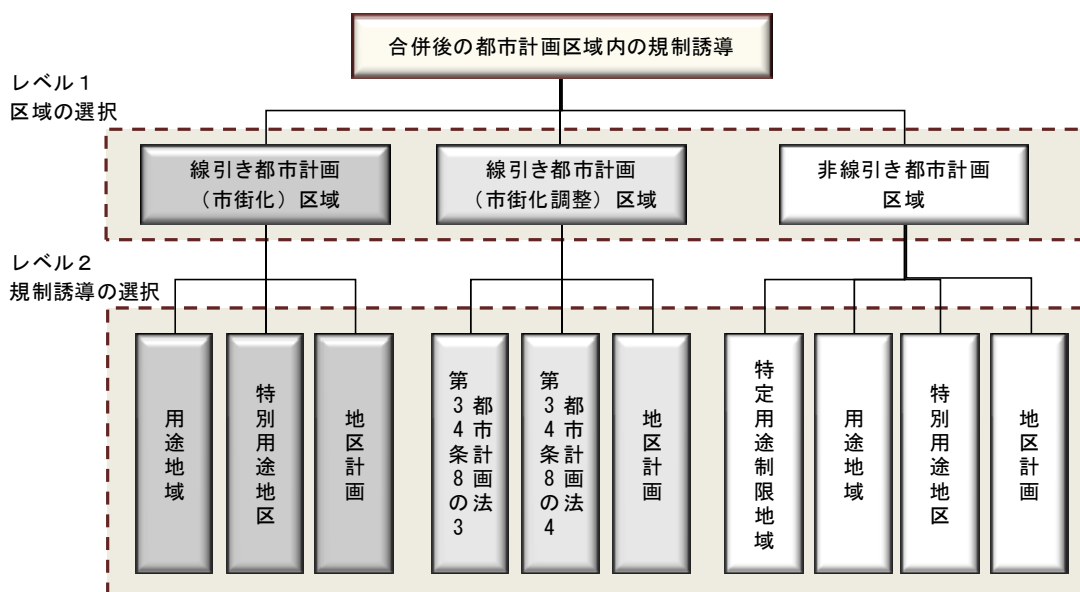 合併後の都市計画区域内の規制誘導
レベル１
区域の選択
線引き都市計画
（市街化）区域
線引き都市計画
（市街化調整）区域
非線引き都市計画
区域
レベル２
規制誘導の選択
用途地域
特別用途地区
地区計画
都市計画法
第34条8の3
都市計画法
第34条8の4
地区計画
特定用途制限地域
用途地域
特別用途地区
地区計画